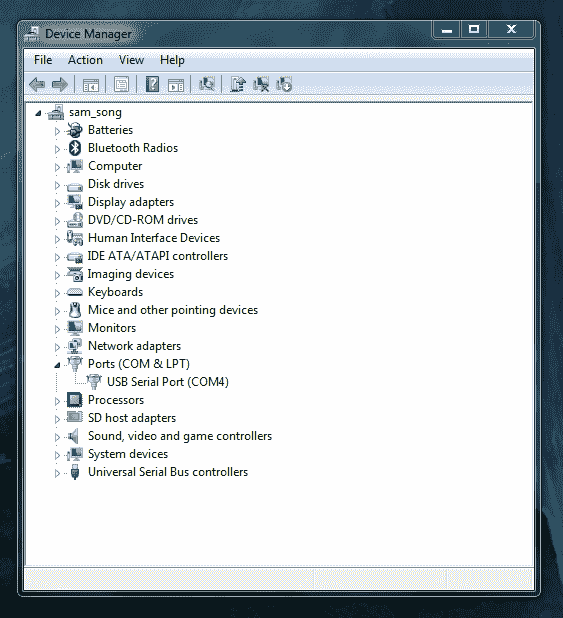 Device Manager
File Action View Help
sam_song
Batteries
Bluetooth Radios
Computer
Disk drives
Display adapters
DVD/CD-ROM drives
Human Interface Devices
IDE ATA/ATAPI controllers
Imaging devices
Keyboards
Mice and other pointing devices
Monitors
Network adapters
Ports (COM & LPT)
USB Serial Port (COM4)
Processors
SD host adapters
Sound, video and game controllers
System devices
Universal Serial Bus controllers